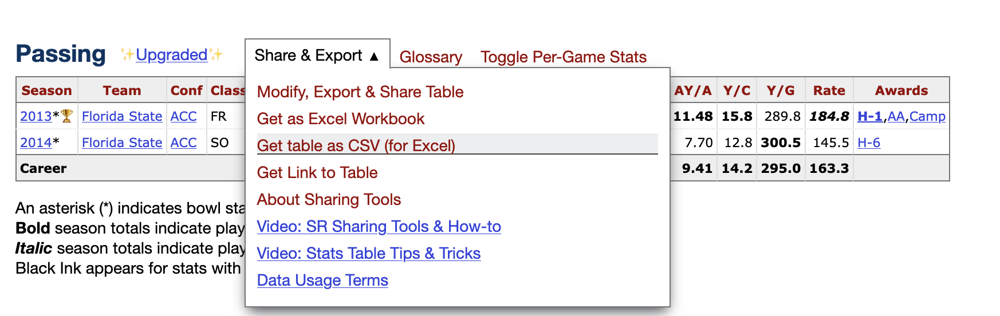 Passing ✨Upgraded✨ Share & Export ▲ Glossary Toggle Per-Game Stats
Modify, Export & Share Table
Get as Excel Workbook
Get table as CSV (for Excel)
Get Link to Table
About Sharing Tools
Video: SR Sharing Tools & How-to
Video: Stats Table Tips & Tricks
Data Usage Terms
Season Team Conf Class AY/A Y/C Y/G Rate Awards
2013*🏆 Florida State ACC FR 11.48 15.8 289.8 184.8 H-1,AA,Camp
2014* Florida State ACC SO 7.70 12.8 300.5 145.5 H-6
Career 9.41 14.2 295.0 163.3
An asterisk (*) indicates bowl sta
Bold season totals indicate play
Italic season totals indicate play
Black Ink appears for stats with